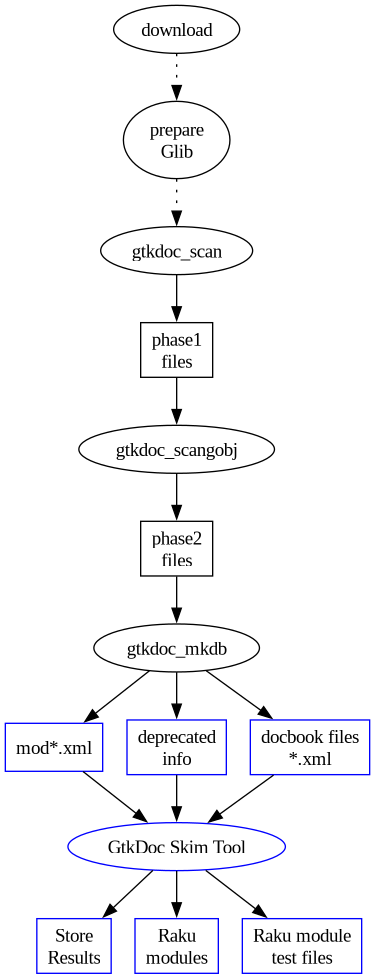 download
prepare
Glib
gtkdoc_scan
phase1
files
gtkdoc_scangobj
phase2
files
gtkdoc_mkdb
mod*.xml
deprecated
info
docbook files
*.xml
GtkDoc Skim Tool
Store
Results
Raku
modules
Raku module
test files